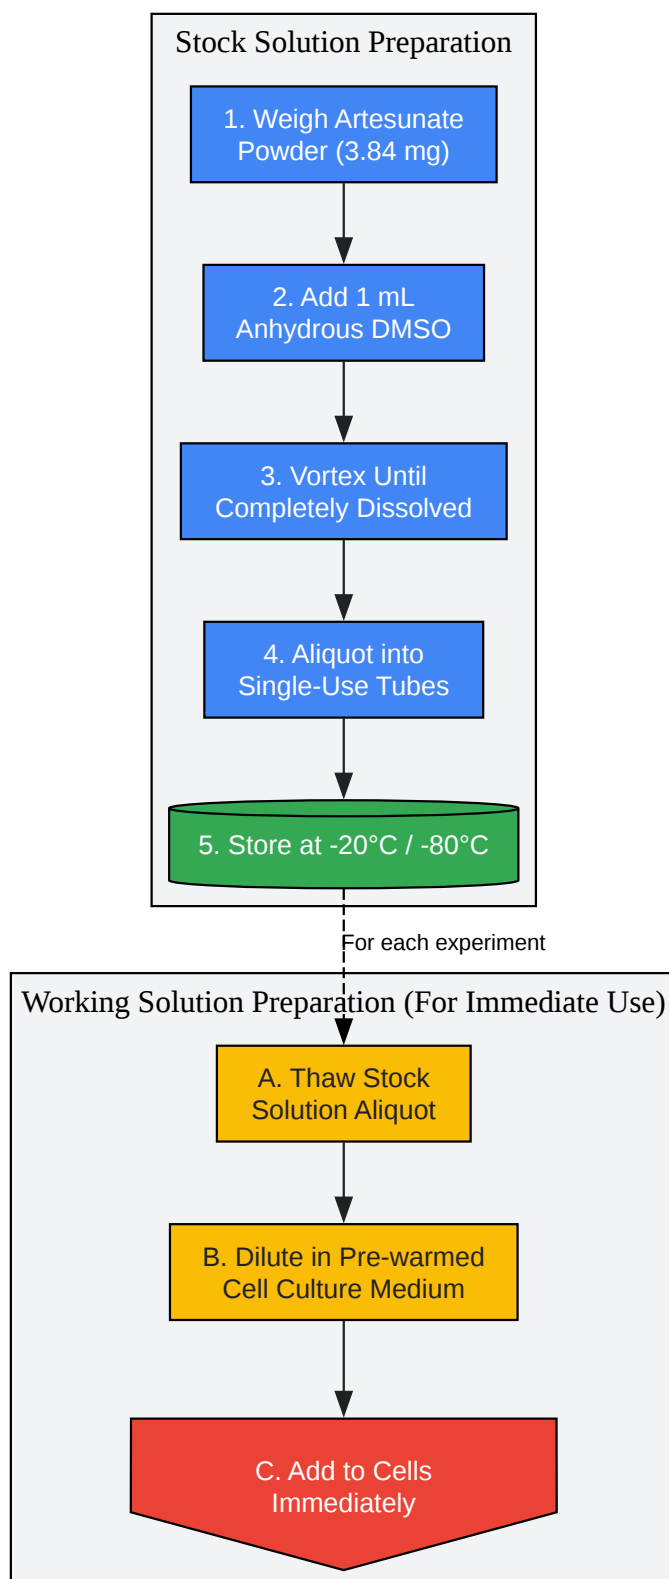 Stock Solution Preparation
1. Weigh Artesunate
Powder (3.84 mg)
2. Add 1 mL
Anhydrous DMSO
3. Vortex Until
Completely Dissolved
4. Aliquot into
Single-Use Tubes
5. Store at -20°C / -80°C
For each experiment
Working Solution Preparation (For Immediate Use)
A. Thaw Stock
Solution Aliquot
B. Dilute in Pre-warmed
Cell Culture Medium
C. Add to Cells
Immediately